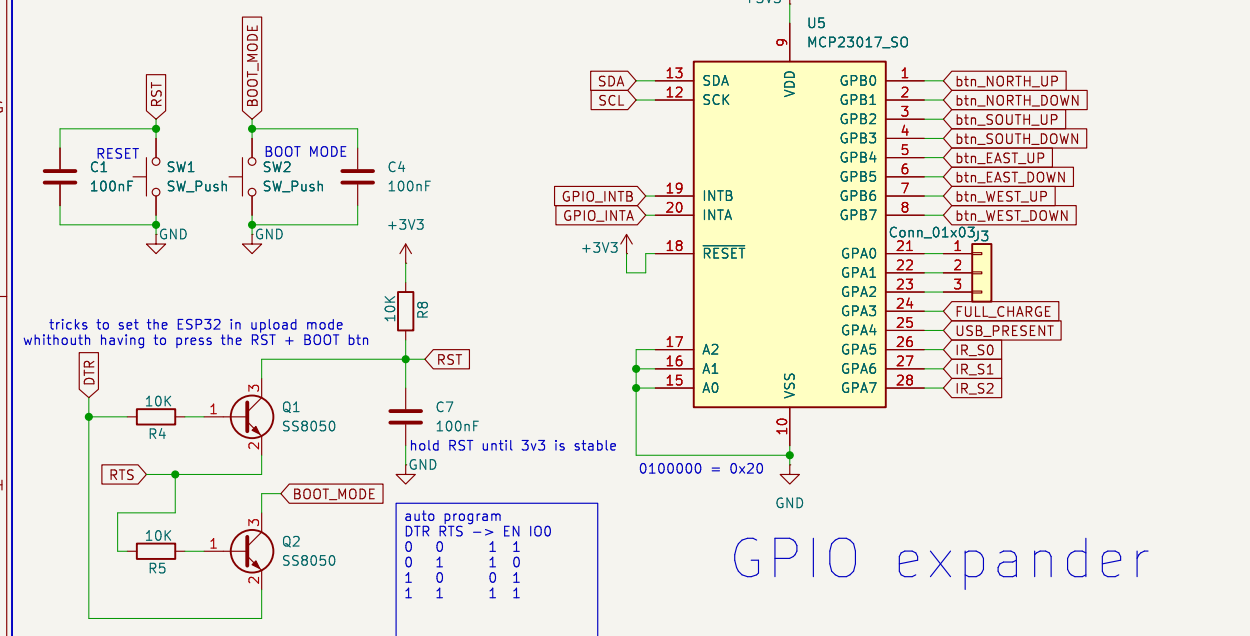 BOOT_MODE
RST
RESET
C1
100nF
SW1
SW_Push
BOOT MODE
SW2
SW_Push
C4
100nF
GND
GND
+3V3
10K
R8
tricks to set the ESP32 in upload mode
whithouth having to press the RST + BOOT btn
DTR
RST
10K
R4
1
3
2
Q1
SS8050
C7
100nF
hold RST until 3v3 is stable
GND
RTS
BOOT_MODE
10K
R5
1
3
2
Q2
SS8050
auto program
DTR RTS -> EN IO0
0 0 1 1
0 1 1 0
1 0 0 1
1 1 1 1
U5
MCP23017_SO
9
VDD
SDA 13 SDA
SCL 12 SCK
GPIO_INTB 19 INTB
GPIO_INTA 20 INTA
+3V3 18 RESET
17 A2
16 A1
15 A0
GPB0 1 btn_NORTH_UP
GPB1 2 btn_NORTH_DOWN
GPB2 3 btn_SOUTH_UP
GPB3 4 btn_SOUTH_DOWN
GPB4 5 btn_EAST_UP
GPB5 6 btn_EAST_DOWN
GPB6 7 btn_WEST_UP
GPB7 8 btn_WEST_DOWN
Conn_01x03
J3
GPA0 21 1
GPA1 22 2
GPA2 23 3
GPA3 24 FULL_CHARGE
GPA4 25 USB_PRESENT
GPA5 26 IR_S0
GPA6 27 IR_S1
GPA7 28 IR_S2
VSS
10
0100000 = 0x20
GND
GPIO expander